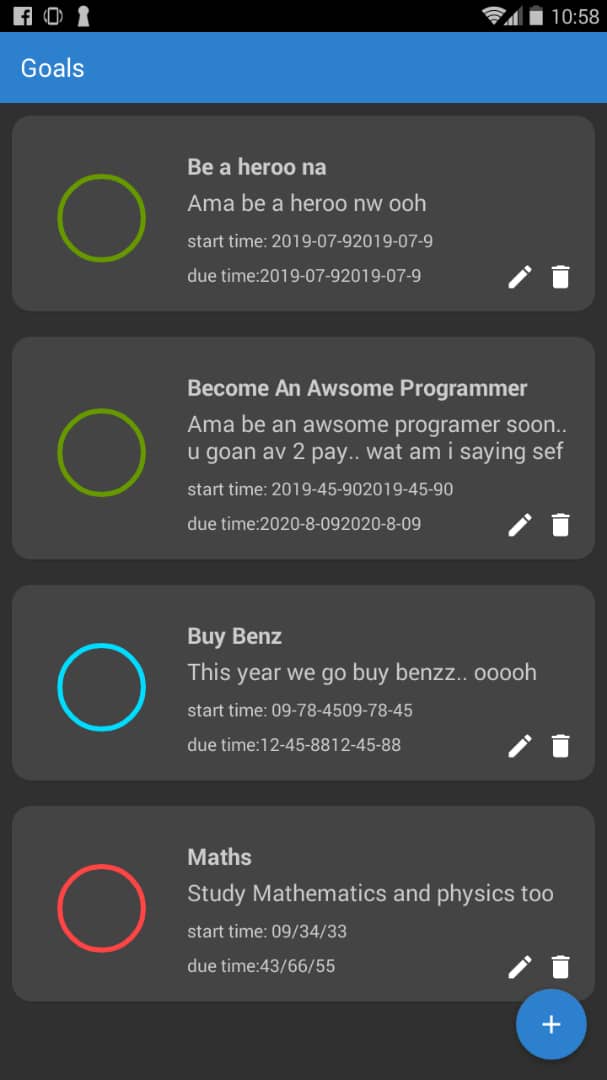 10:58
Goals
Be a heroo na
Ama be a heroo nw ooh
start time: 2019-07-92019-07-9
due time:2019-07-92019-07-9
Become An Awsome Programmer
Ama be an awsome programer soon..
u goan av 2 pay.. wat am i saying sef
start time: 2019-45-902019-45-90
due time:2020-8-092020-8-09
Buy Benz
This year we go buy benzz.. ooooh
start time: 09-78-4509-78-45
due time:12-45-8812-45-88
Maths
Study Mathematics and physics too
start time: 09/34/33
due time:43/66/55